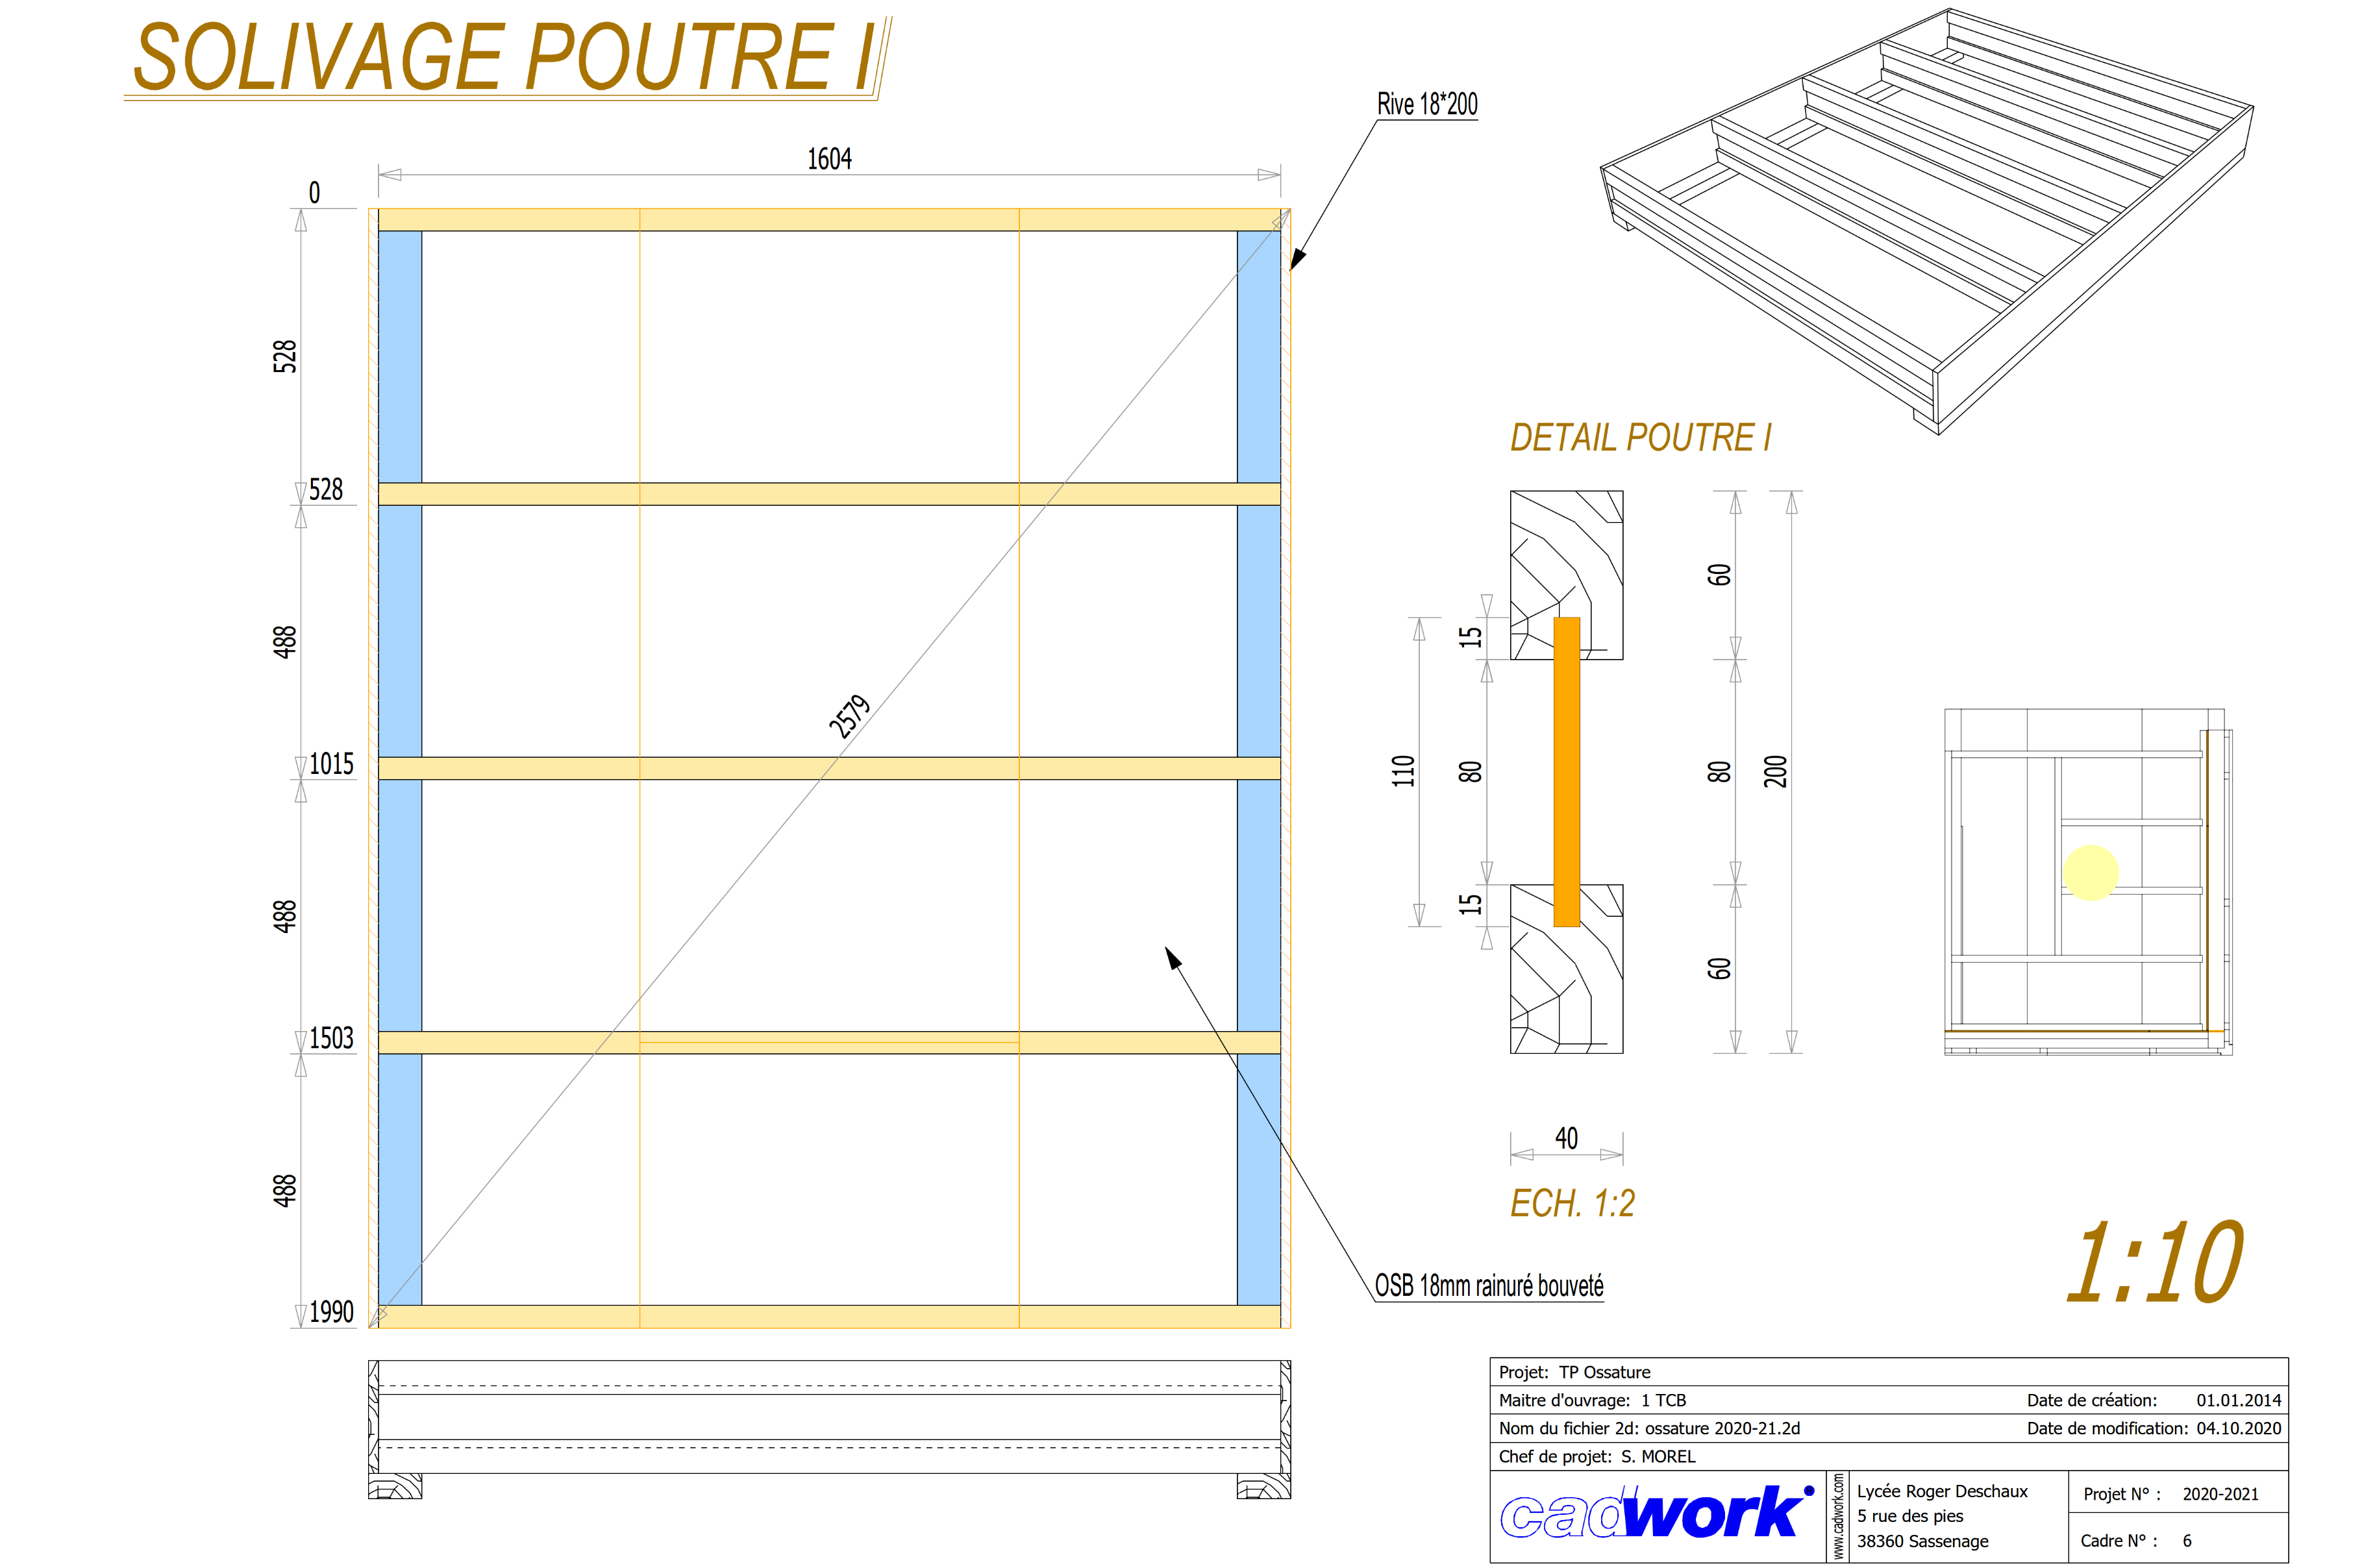 SOLIVAGE POUTRE I
Rive 18*200
1604
0
528
528
488
1015
488
1503
488
1990
2579
DETAIL POUTRE I
60
15
110
80
80
200
15
60
40
ECH. 1:2
OSB 18mm rainuré bouveté
1:10
Projet: TP Ossature
Maitre d'ouvrage: 1 TCB
Date de création: 01.01.2014
Nom du fichier 2d: ossature 2020-21.2d
Date de modification: 04.10.2020
Chef de projet: S. MOREL
cadwork
www.cadwork.com
Lycée Roger Deschaux
5 rue des pies
38360 Sassenage
Projet N° : 2020-2021
Cadre N° : 6